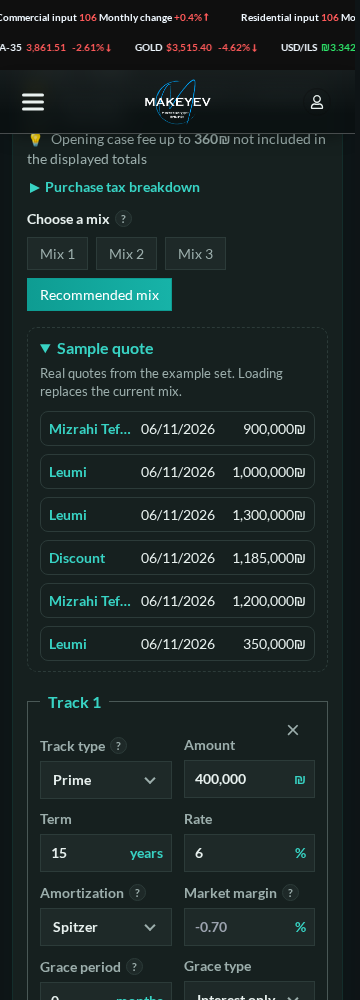 Commercial input 106 Monthly change +0.4%↑ Residential input 106 Mo
A-35 3,861.51 -2.61%↓ GOLD $3,515.40 -4.62%↓ USD/ILS ₪3.342
MAKEYEV
💡 Opening case fee up to 360₪ not included in
the displayed totals
▶ Purchase tax breakdown
Choose a mix ?
Mix 1 Mix 2 Mix 3
Recommended mix
▼ Sample quote
Real quotes from the example set. Loading
replaces the current mix.
Mizrahi Tef... 06/11/2026 900,000₪
Leumi 06/11/2026 1,000,000₪
Leumi 06/11/2026 1,300,000₪
Discount 06/11/2026 1,185,000₪
Mizrahi Tef... 06/11/2026 1,200,000₪
Leumi 06/11/2026 350,000₪
Track 1
×
Track type ? Amount
Prime 400,000 ₪
Term Rate
15 years 6 %
Amortization ? Market margin ?
Spitzer -0.70 %
Grace period ? Grace type
0 months Interest only